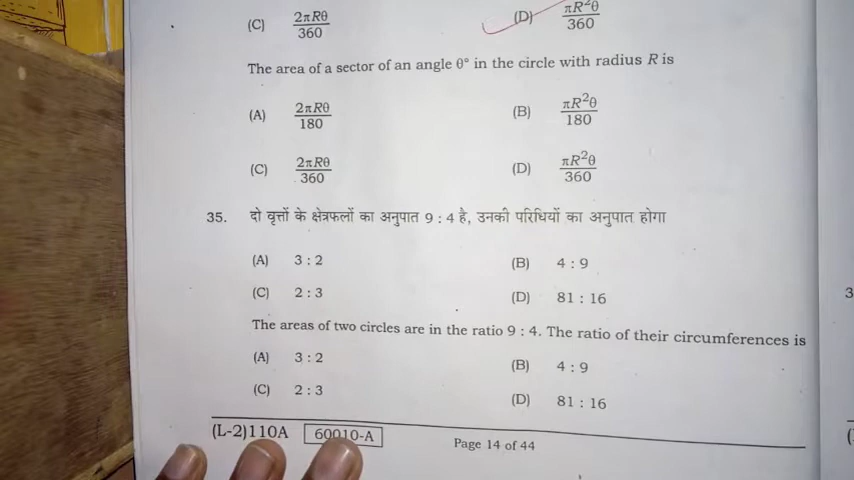 (C) 2πRθ/360 (D) πR²θ/360
The area of a sector of an angle θ° in the circle with radius R is
(A) 2πRθ/180 (B) πR²θ/180
(C) 2πRθ/360 (D) πR²θ/360
35. दो वृत्तों के क्षेत्रफलों का अनुपात 9 : 4 है, उनकी परिधियों का अनुपात होगा
(A) 3 : 2 (B) 4 : 9
(C) 2 : 3 (D) 81 : 16
The areas of two circles are in the ratio 9 : 4. The ratio of their circumferences is
(A) 3 : 2 (B) 4 : 9
(C) 2 : 3 (D) 81 : 16
(L-2)110A 60010-A Page 14 of 44